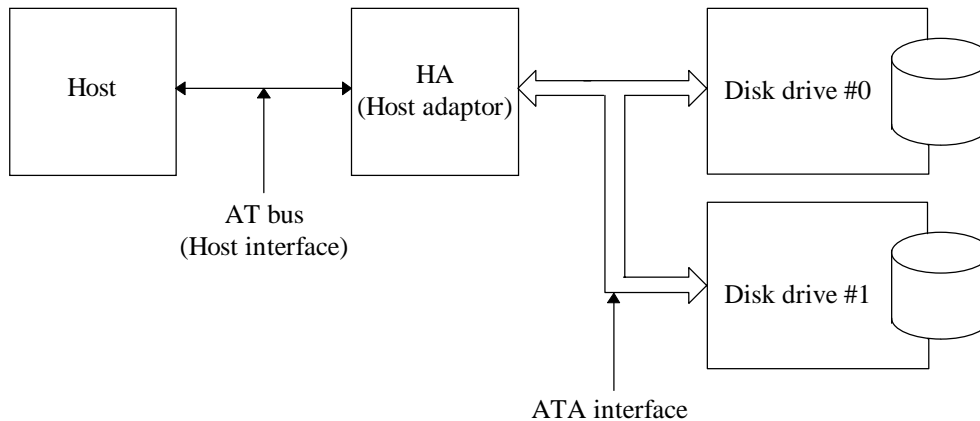 Host
HA
(Host adaptor)
Disk drive #0
AT bus
(Host interface)
Disk drive #1
ATA interface